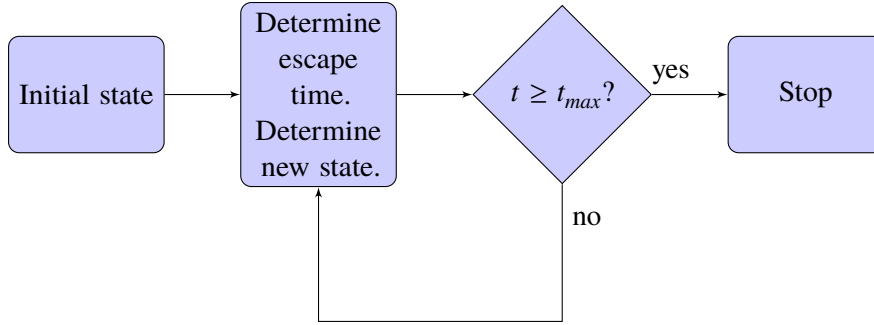 Initial state
Determine
escape
time.
Determine
new state.
t ≥ t_max?
yes
Stop
no